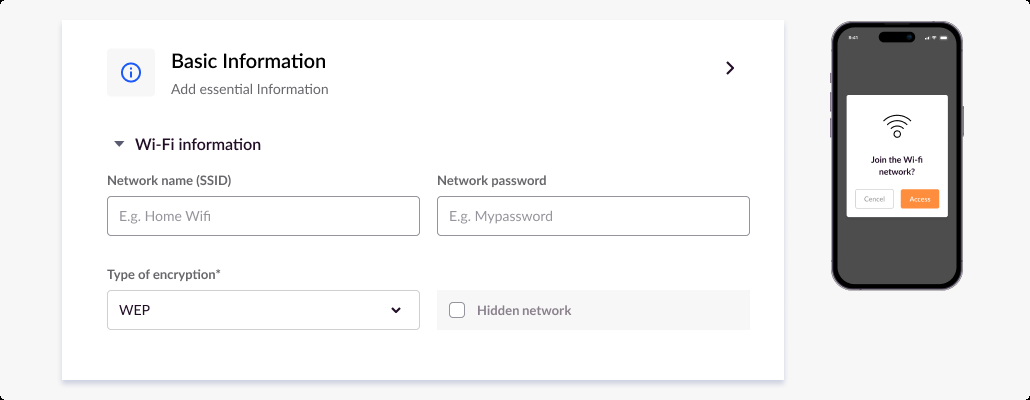 Basic Information
Add essential Information
Wi-Fi information
Network name (SSID)
Network password
E.g. Home Wifi
E.g. Mypassword
Type of encryption*
WEP
Hidden network
9:41
Join the Wi-fi
network?
Cencel
Access